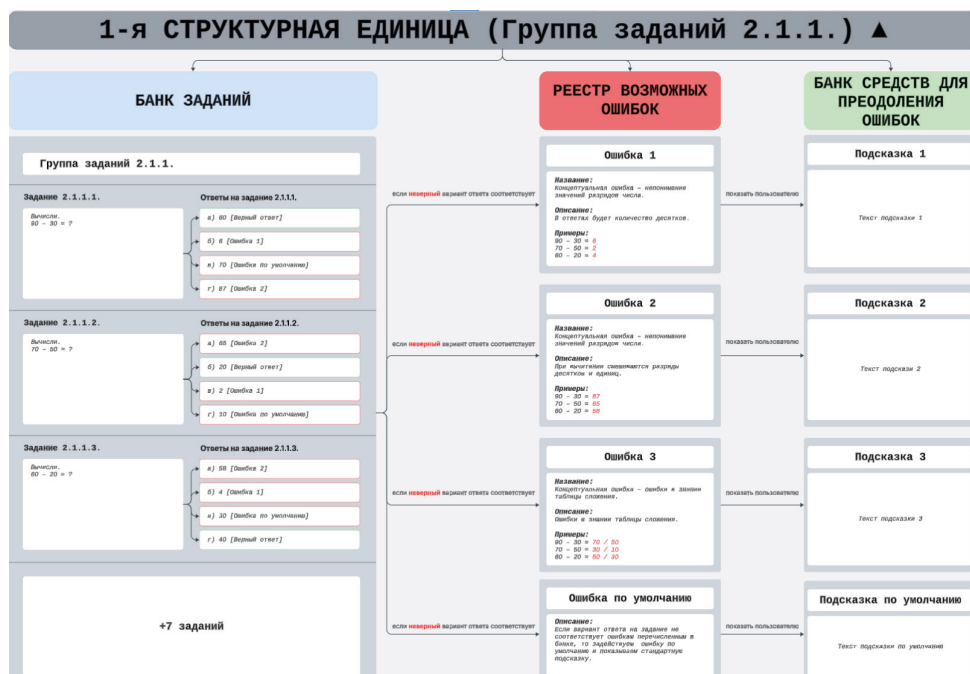 1-я СТРУКТУРНАЯ ЕДИНИЦА (Группа заданий 2.1.1.) ▲
БАНК ЗАДАНИЙ
Группа заданий 2.1.1.
Задание 2.1.1.1.
Вычисли.
90 – 30 = ?
Ответы на задание 2.1.1.1.
а) 60 [Верный ответ]
б) 6 [Ошибка 1]
в) 70 [Ошибка по умолчанию]
г) 87 [Ошибка 2]
Задание 2.1.1.2.
Вычисли.
70 – 50 = ?
Ответы на задание 2.1.1.2.
а) 65 [Ошибка 2]
б) 20 [Верный ответ]
в) 2 [Ошибка 1]
г) 10 [Ошибка по умолчанию]
Задание 2.1.1.3.
Вычисли.
60 – 20 = ?
Ответы на задание 2.1.1.3.
а) 58 [Ошибка 2]
б) 4 [Ошибка 1]
в) 30 [Ошибка по умолчанию]
г) 40 [Верный ответ]
+7 заданий
если неверный вариант ответа соответствует
если неверный вариант ответа соответствует
если неверный вариант ответа соответствует
если неверный вариант ответа соответствует
РЕЕСТР ВОЗМОЖНЫХ
ОШИБОК
Ошибка 1
Название:
Концептуальная ошибка – непонимание
значений разрядов числа.
Описание:
В ответах будет количество десятков.
Примеры:
90 – 30 = 6
70 – 50 = 2
60 – 20 = 4
Ошибка 2
Название:
Концептуальная ошибка – непонимание
значений разрядов числа.
Описание:
При вычитании смешиваются разряды
десятков и единиц.
Примеры:
90 – 30 = 87
70 – 50 = 65
60 – 20 = 58
Ошибка 3
Название:
Концептуальная ошибка – ошибки в знании
таблицы сложения.
Описание:
Ошибки в знании таблицы сложения.
Примеры:
90 – 30 = 70 / 50
70 – 50 = 30 / 10
60 – 20 = 50 / 30
Ошибка по умолчанию
Описание:
Если вариант ответа на задание не
соответствует ошибкам перечисленным в
банке, то задействуем ошибку по
умолчанию и показываем стандартную
подсказку.
показать пользователю
показать пользователю
показать пользователю
показать пользователю
БАНК СРЕДСТВ ДЛЯ
ПРЕОДОЛЕНИЯ
ОШИБОК
Подсказка 1
Текст подсказки 1
Подсказка 2
Текст подскази 2
Подсказка 3
Текст подсказки 3
Подсказка по умолчанию
Текст подсказки по умолчанию